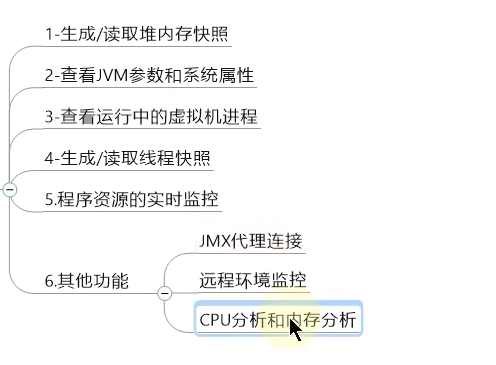 1-生成/读取堆内存快照
2-查看JVM参数和系统属性
3-查看运行中的虚拟机进程
4-生成/读取线程快照
5.程序资源的实时监控
6.其他功能
JMX代理连接
远程环境监控
CPU分析和内存分析